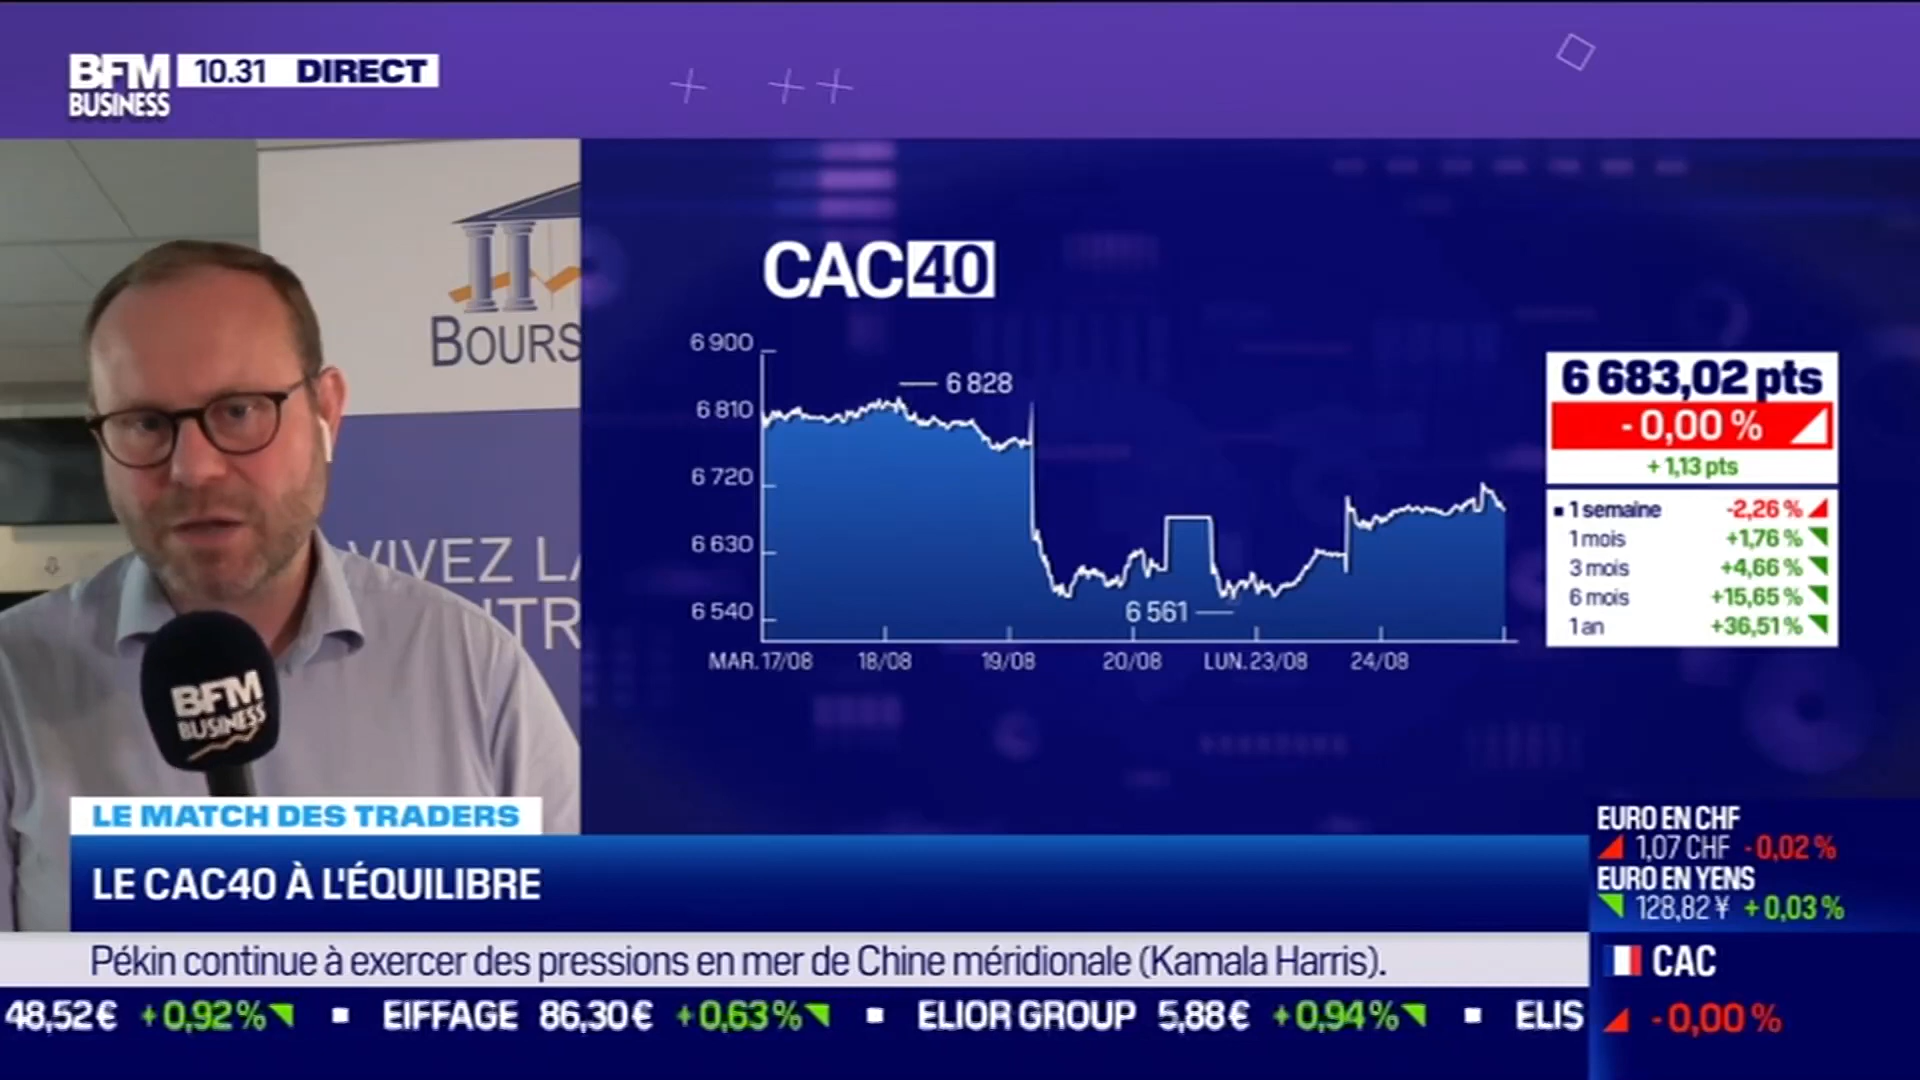 BFM
BUSINESS
10.31 DIRECT
BOURS
VIVEZ LA
NTR
BFM
BUSINESS
CAC40
6 900
6 810
6 720
6 630
6 540
6 828
6 561
MAR.17/08 18/08 19/08 20/08 LUN.23/08 24/08
6 683,02 pts
- 0,00 %
+ 1,13 pts
1 semaine -2,26 %
1 mois +1,76 %
3 mois +4,66 %
6 mois +15,65 %
1 an +36,51 %
LE MATCH DES TRADERS
LE CAC40 À L'ÉQUILIBRE
Pékin continue à exercer des pressions en mer de Chine méridionale (Kamala Harris).
48,52 € +0,92 % EIFFAGE 86,30 € +0,63 % ELIOR GROUP 5,88 € +0,94 % ELIS
EURO EN CHF
1,07 CHF -0,02 %
EURO EN YENS
128,82 ¥ +0,03 %
CAC
-0,00 %